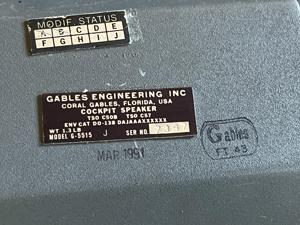 MODIF STATUS
A B C D E
F G H I J
GABLES ENGINEERING INC
CORAL GABLES, FLORIDA, USA
COCKPIT SPEAKER
TSO C50B TSO C57
ENV CAT DO-138 DAJAAAXXXXXX
WT 1.3LB
MODEL G-5515 J SER NO.
MAR 1991
Gables
FT. 43